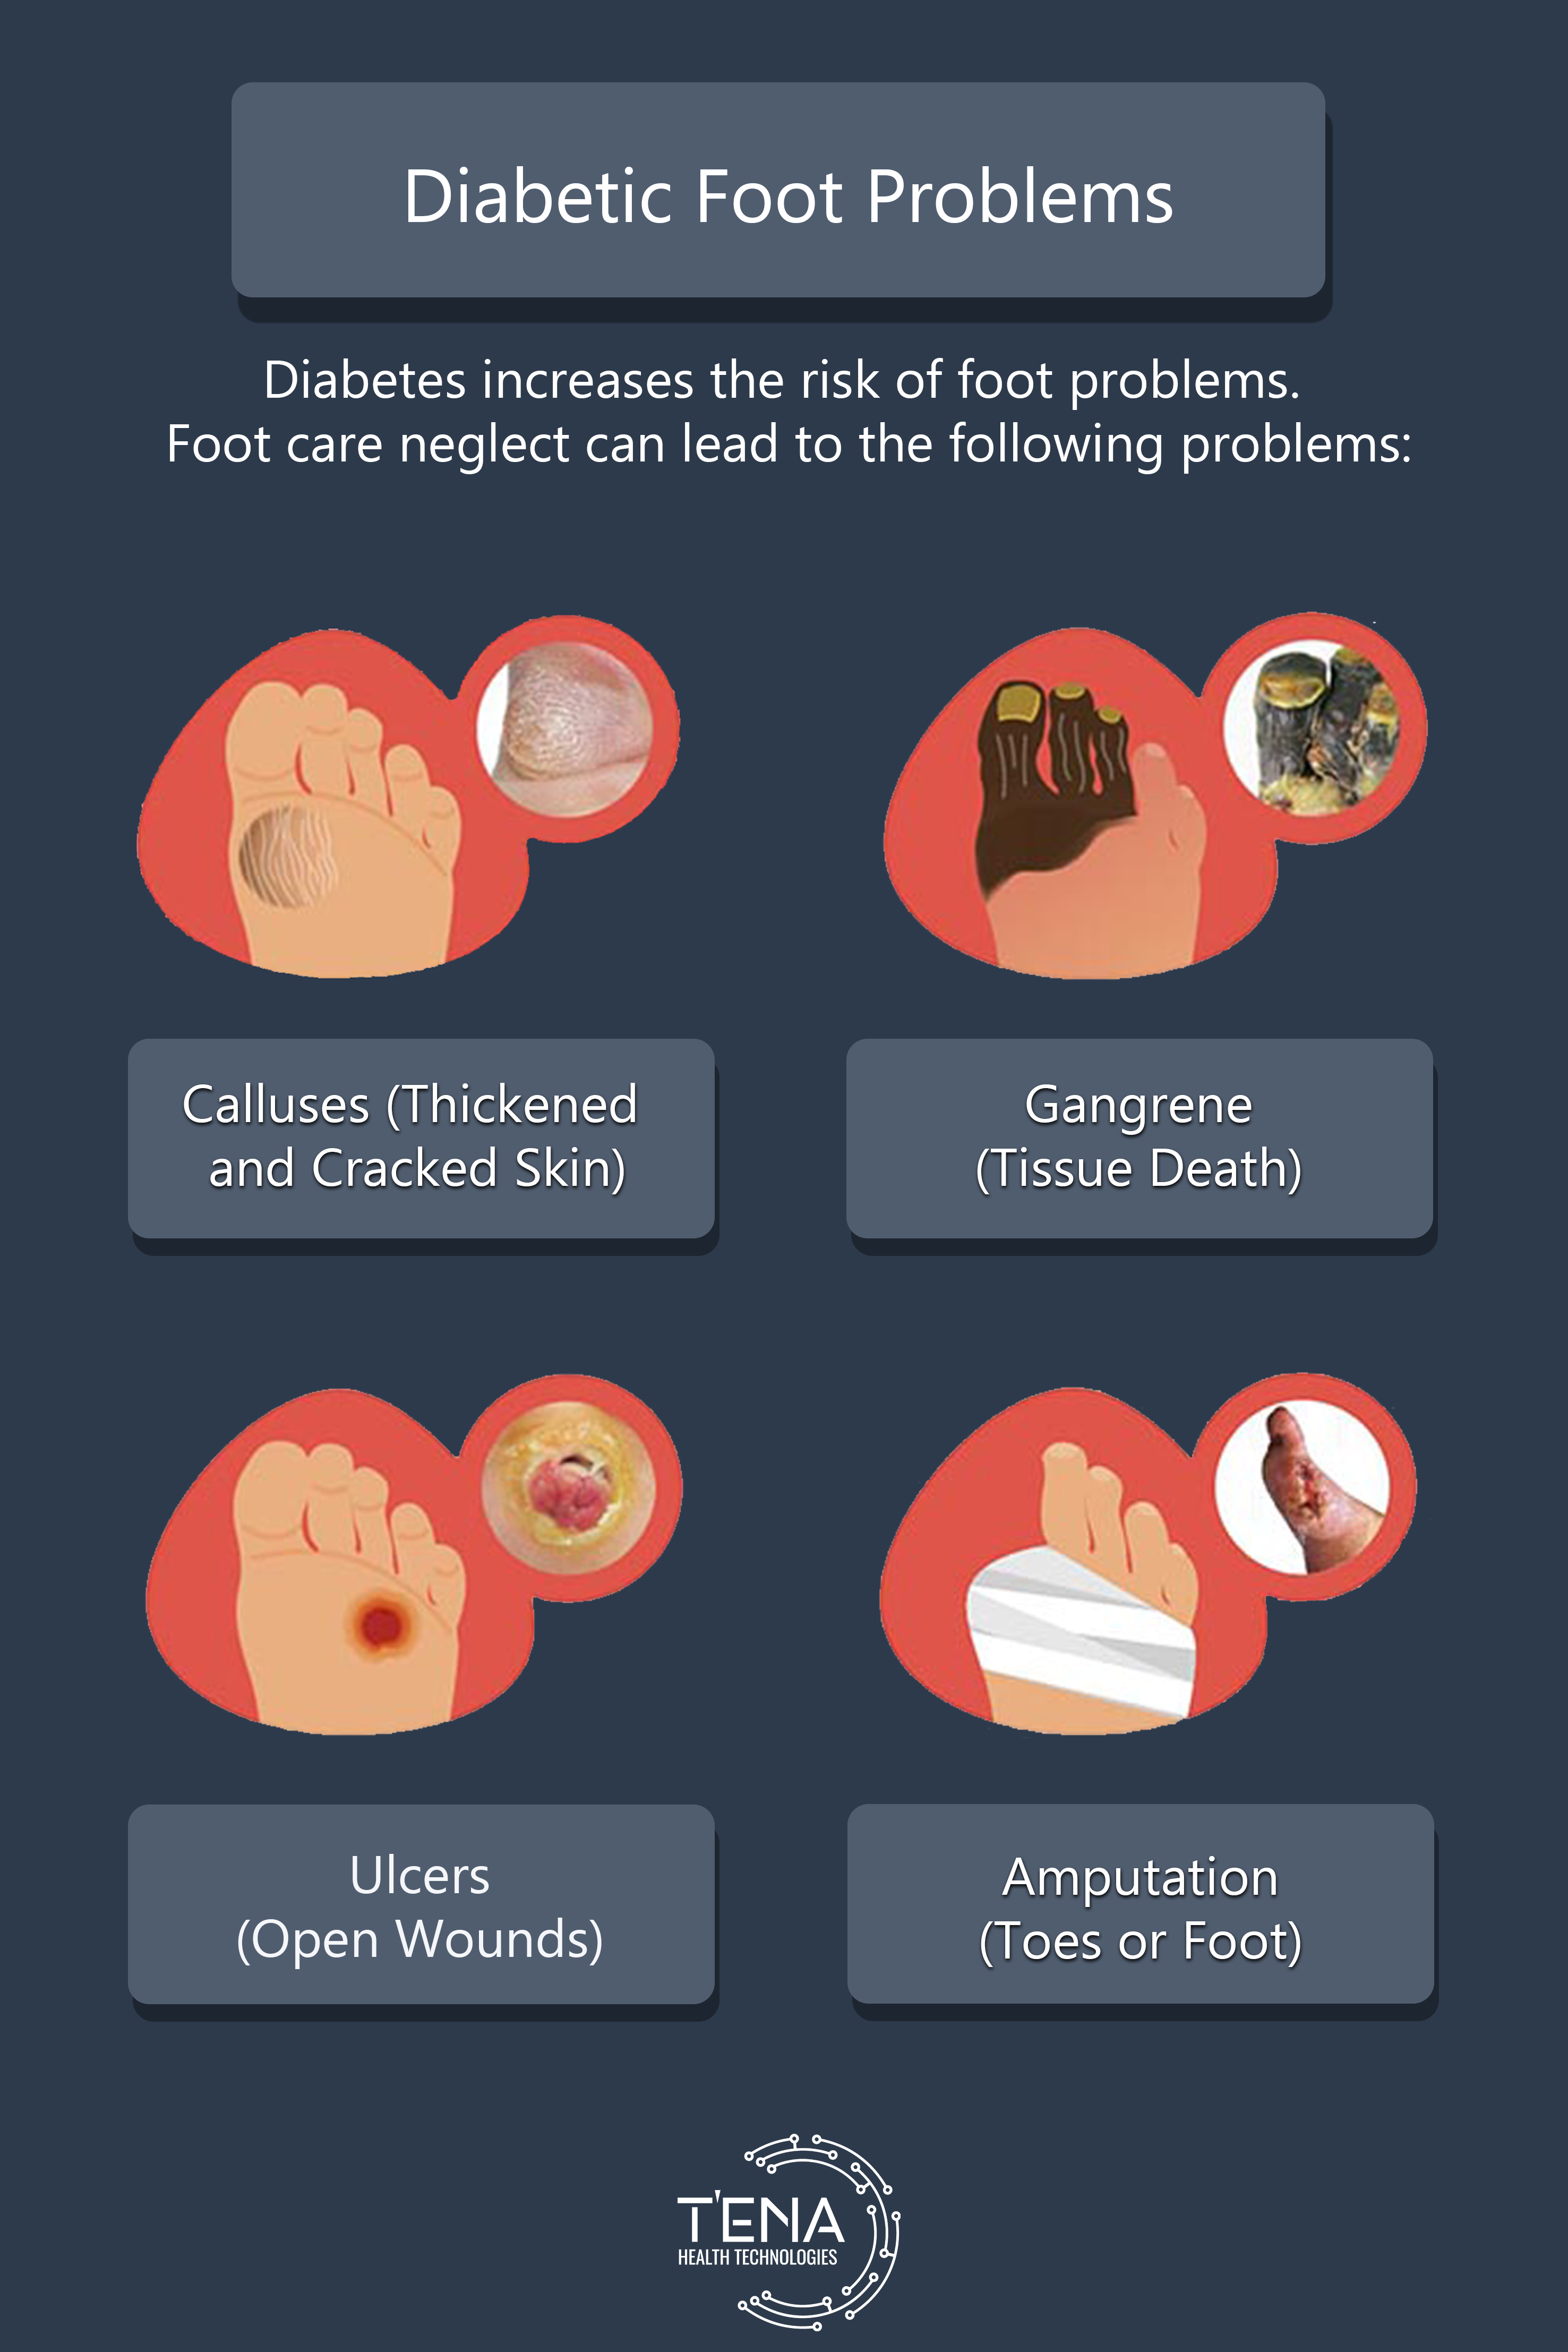 Diabetic Foot Problems
Diabetes increases the risk of foot problems.
Foot care neglect can lead to the following problems:
Calluses (Thickened
and Cracked Skin)
Gangrene
(Tissue Death)
Ulcers
(Open Wounds)
Amputation
(Toes or Foot)
T'ENA
HEALTH TECHNOLOGIES